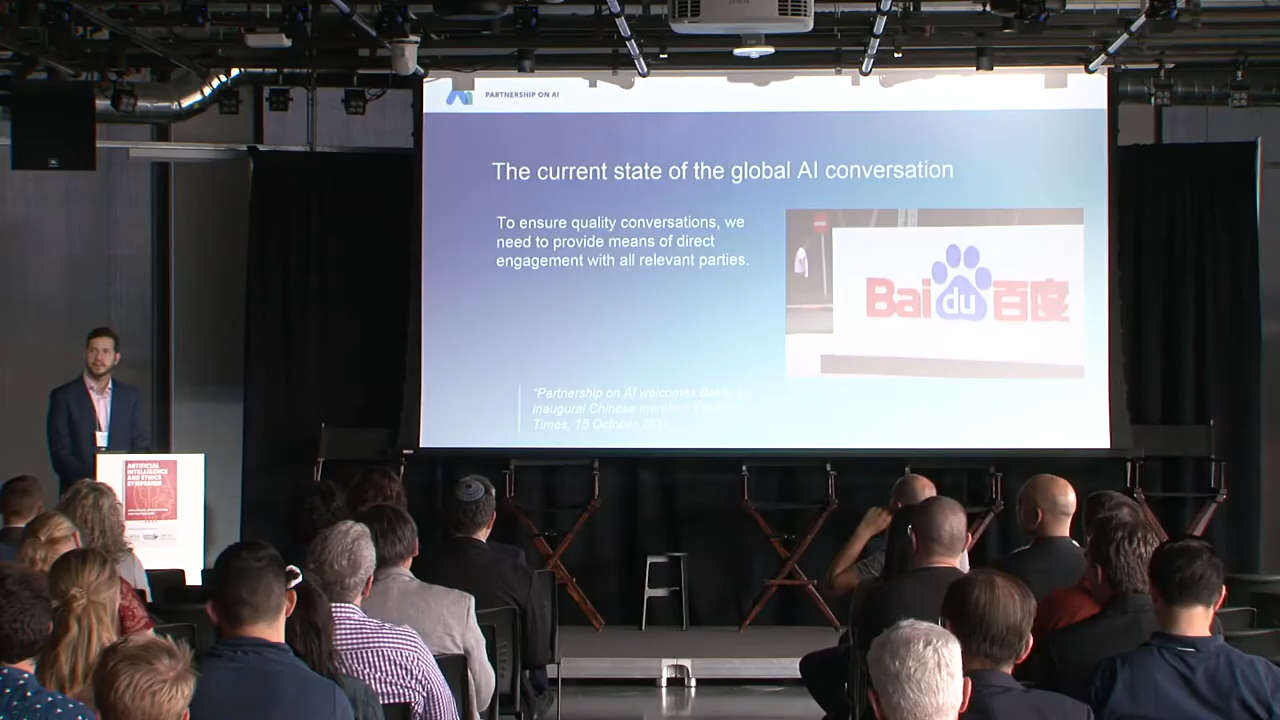 PARTNERSHIP ON AI
The current state of the global AI conversation
To ensure quality conversations, we
need to provide means of direct
engagement with all relevant parties.
Baidu百度
"Partnership on AI welcomes Baidu as
inaugural Chinese member, Financial
Times, 15 October 2018
ARTIFICIAL
INTELLIGENCE
AND ETHICS
SYMPOSIUM